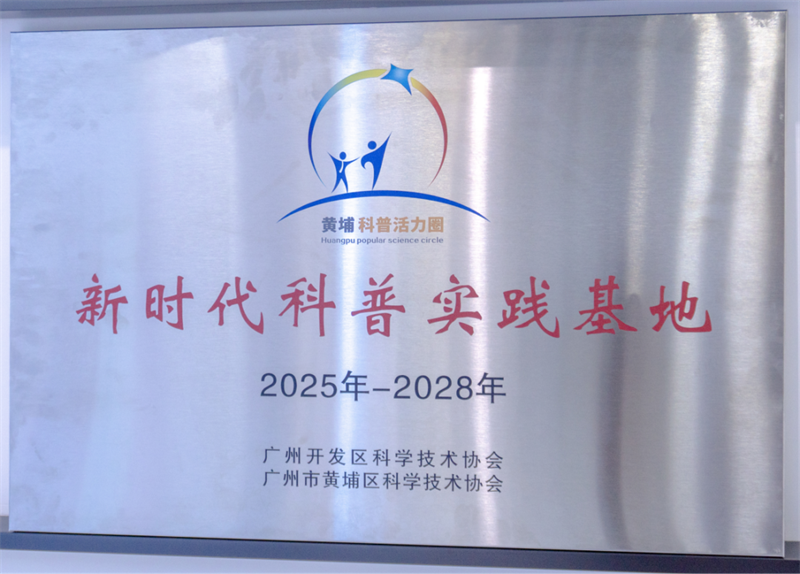 黄埔科普活力圈
Huangpu popular science circle
新时代科普实践基地
2025年-2028年
广州开发区科学技术协会
广州市黄埔区科学技术协会